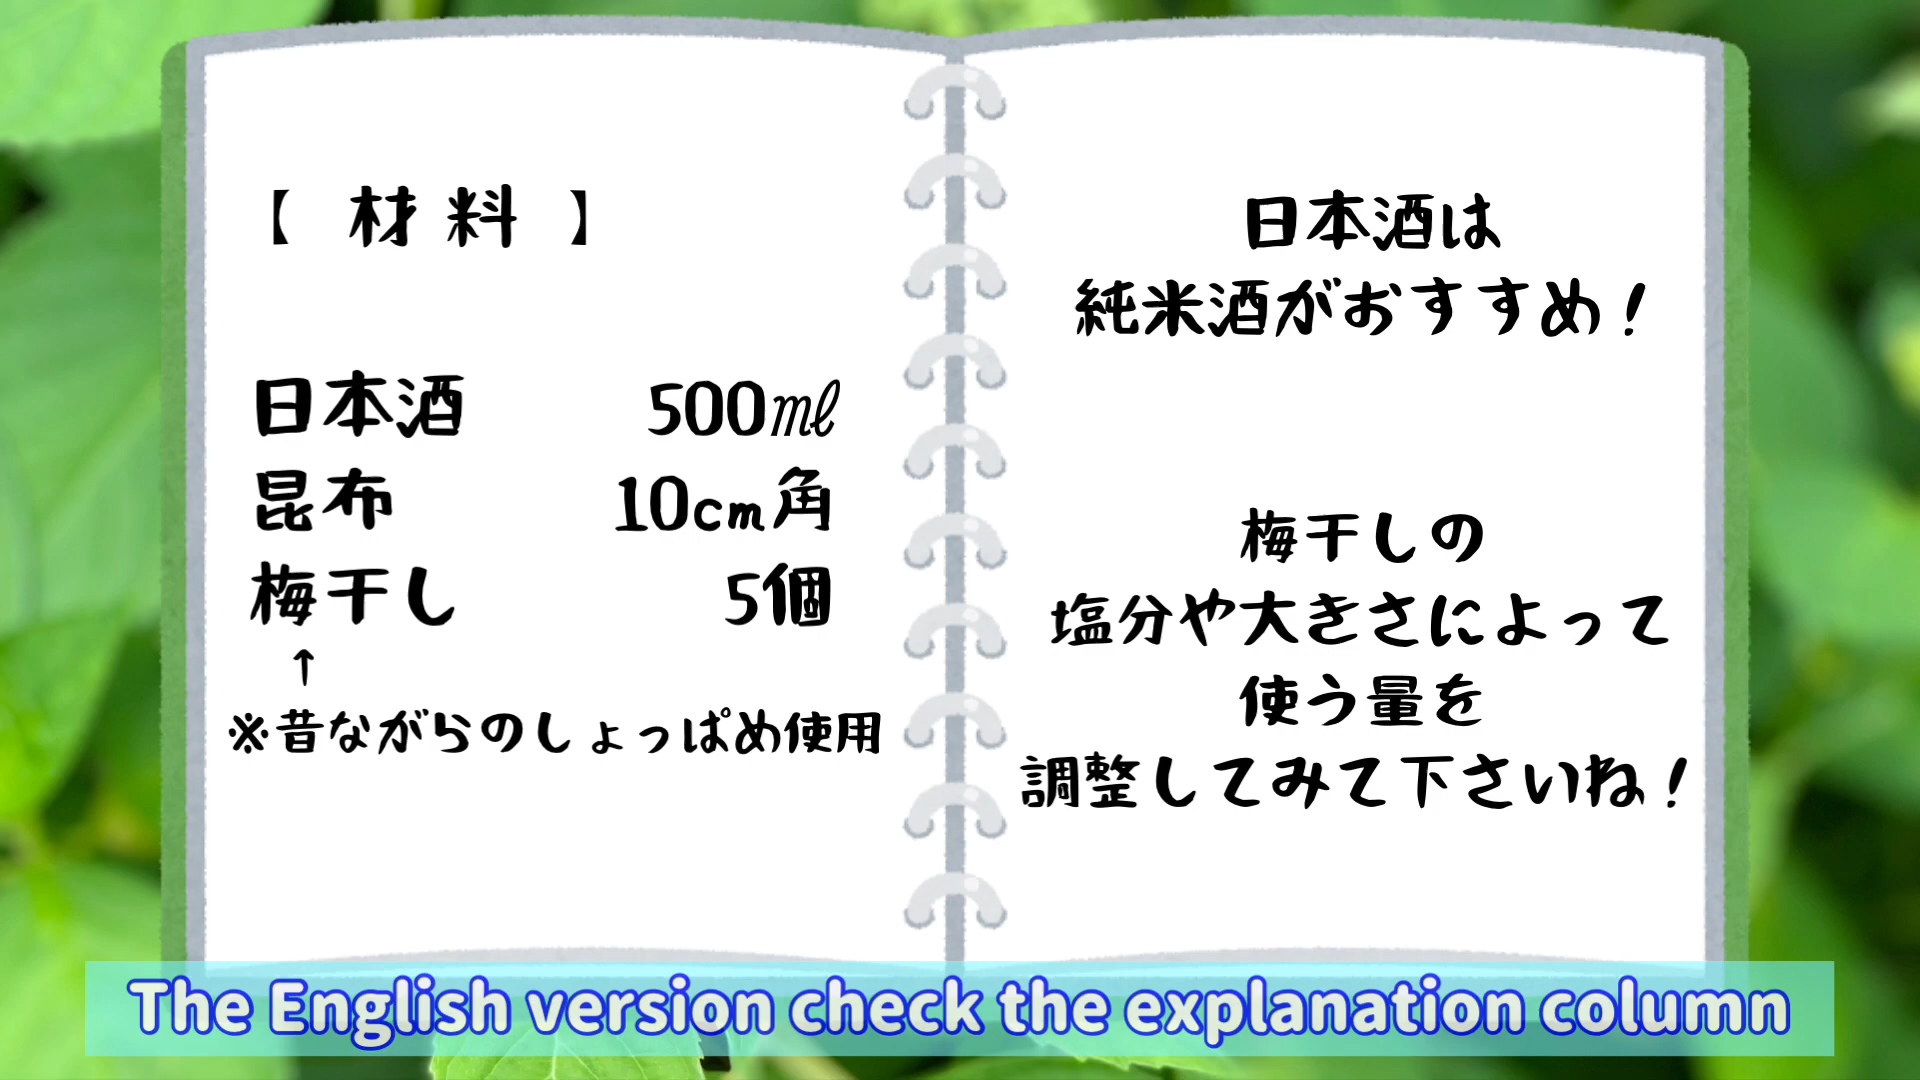 【 材料 】
日本酒 500㎖
昆布 10cm角
梅干し 5個
↑
※昔ながらのしょっぱめ使用
日本酒は
純米酒がおすすめ！
梅干しの
塩分や大きさによって
使う量を
調整してみて下さいね！
The English version check the explanation column